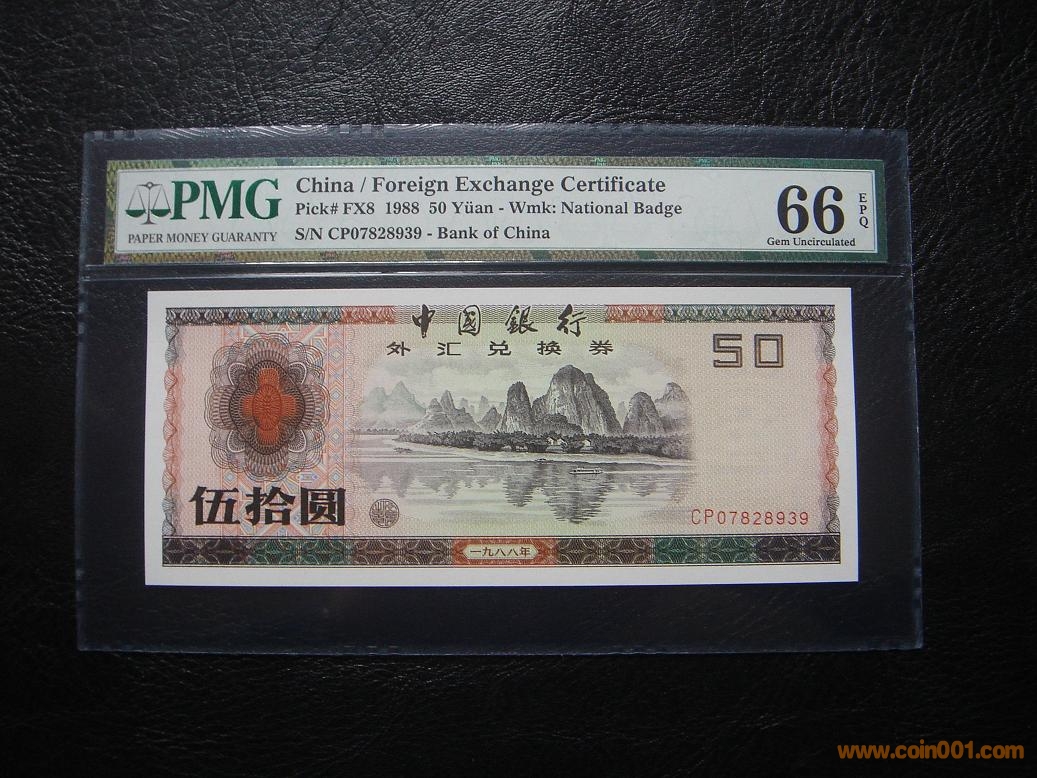 PMG
PAPER MONEY GUARANTY
China / Foreign Exchange Certificate
Pick# FX8 1988 50 Yüan - Wmk: National Badge
S/N CP07828939 - Bank of China
66
EPQ
Gem Uncirculated
中國銀行
外汇兑换券
50
伍拾圆
CP07828939
一九八八年
www.coin001.com